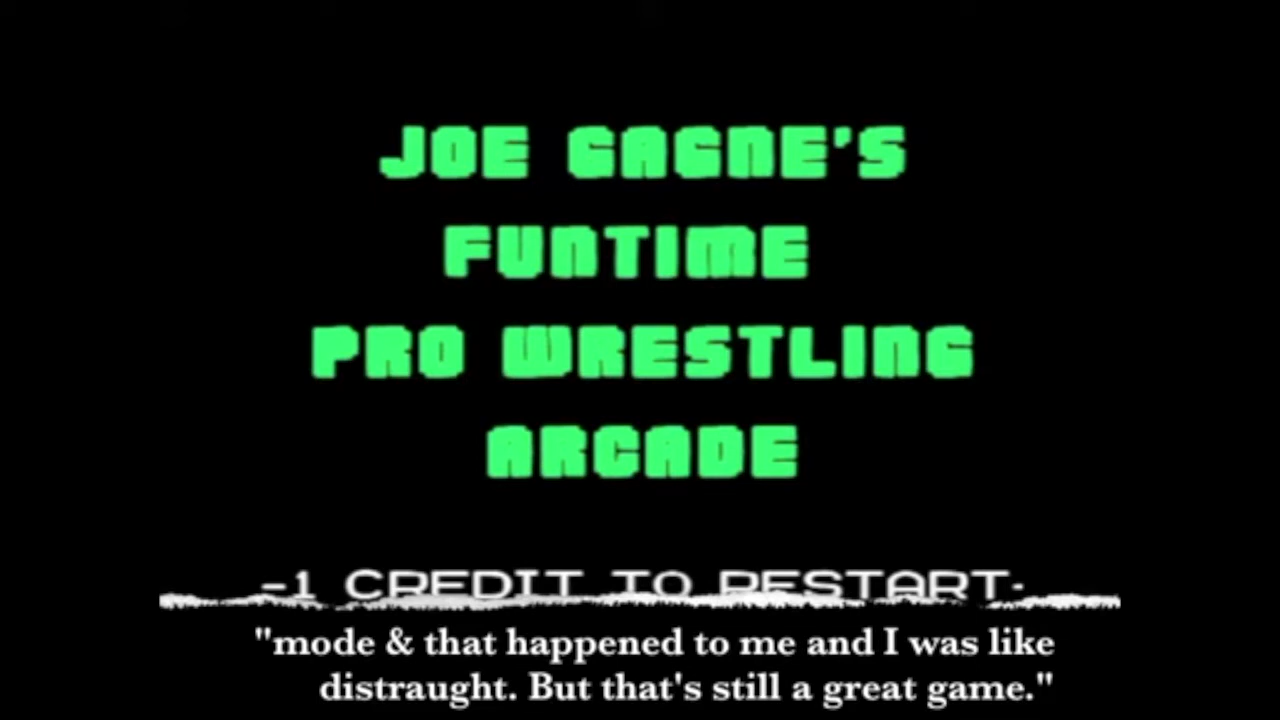 JOE GAGNE'S
FUNTIME
PRO WRESTLING
ARCADE
-1 CREDIT TO RESTART-
"mode & that happened to me and I was like
distraught. But that's still a great game."